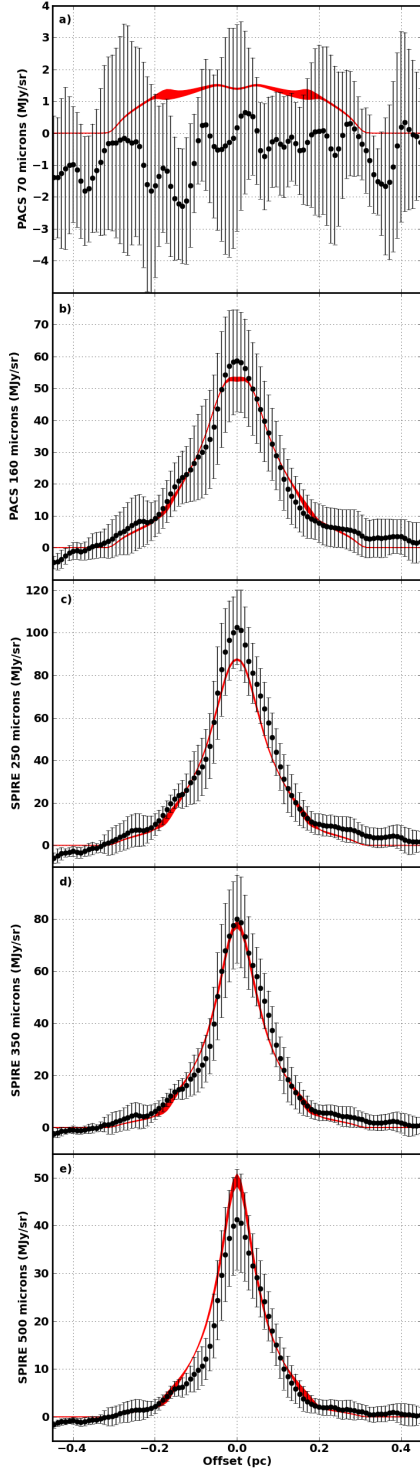 a)
PACS 70 microns (MJy/sr)
4
3
2
1
0
−1
−2
−3
−4
b)
PACS 160 microns (MJy/sr)
70
60
50
40
30
20
10
0
c)
SPIRE 250 microns (MJy/sr)
120
100
80
60
40
20
0
d)
SPIRE 350 microns (MJy/sr)
80
60
40
20
0
e)
SPIRE 500 microns (MJy/sr)
50
40
30
20
10
0
−0.4 −0.2 0.0 0.2 0.4
Offset (pc)